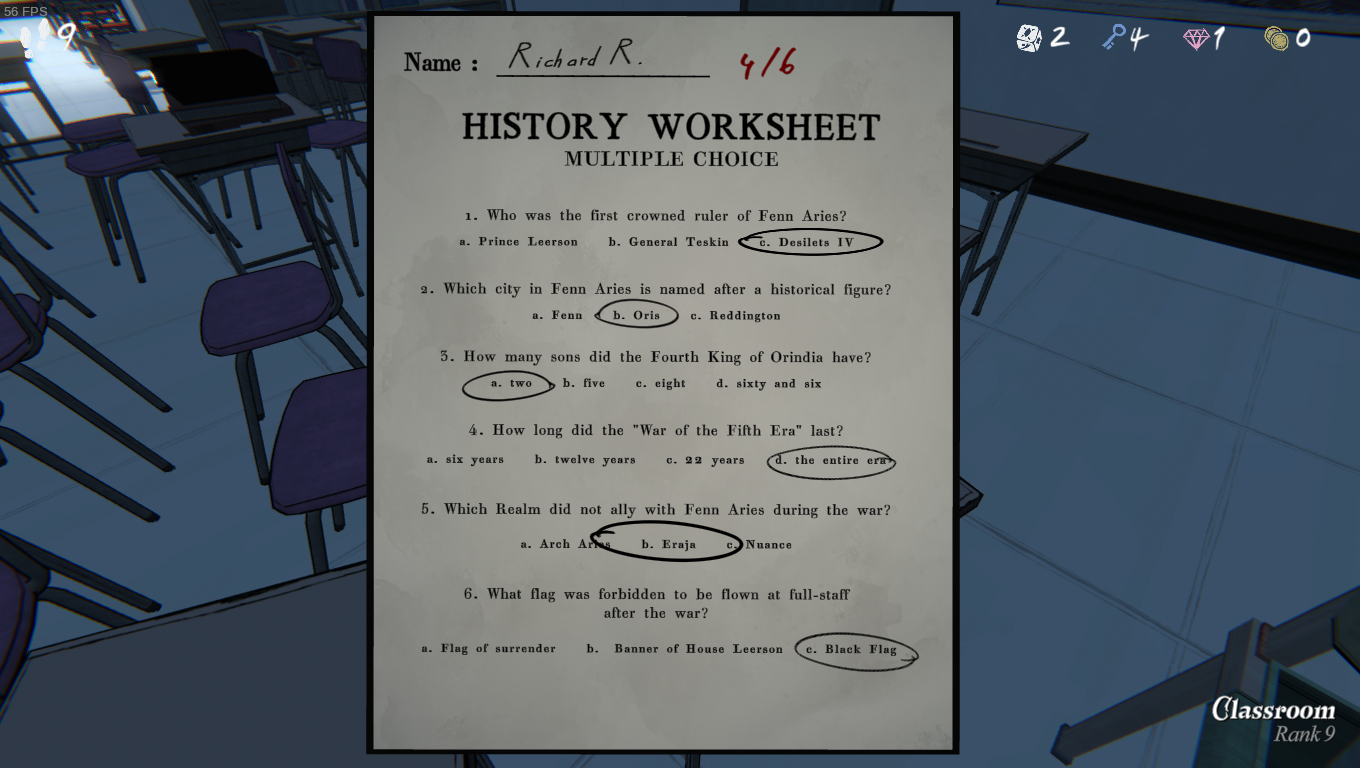 56 FPS
9
2 4 1 0
Name : Richard R. 4/6
HISTORY WORKSHEET
MULTIPLE CHOICE
1. Who was the first crowned ruler of Fenn Aries?
a. Prince Leerson b. General Teskin c. Desilets IV
2. Which city in Fenn Aries is named after a historical figure?
a. Fenn b. Oris c. Reddington
3. How many sons did the Fourth King of Orindia have?
a. two b. five c. eight d. sixty and six
4. How long did the "War of the Fifth Era" last?
a. six years b. twelve years c. 22 years d. the entire era
5. Which Realm did not ally with Fenn Aries during the war?
a. Arch Aries b. Eraja c. Nuance
6. What flag was forbidden to be flown at full-staff
after the war?
a. Flag of surrender b. Banner of House Leerson c. Black Flag
Classroom
Rank 9